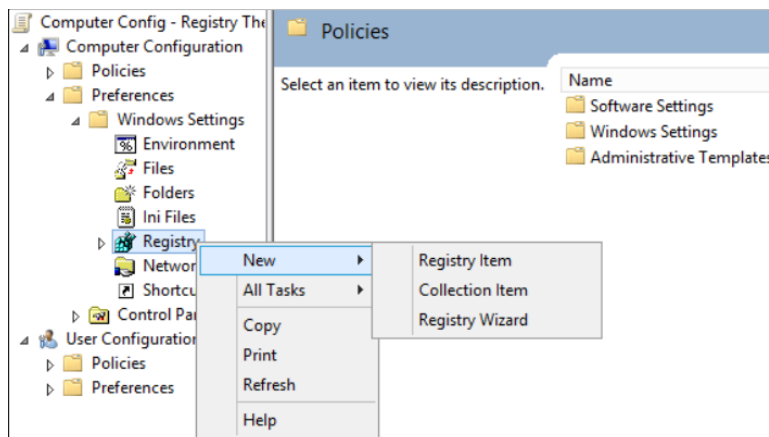 Computer Config - Registry The
Computer Configuration
Policies
Preferences
Windows Settings
Environment
Files
Folders
Ini Files
Registry
Networ
Shortcu
Control Pa
User Configuration
Policies
Preferences
New
All Tasks
Copy
Print
Refresh
Help
Registry Item
Collection Item
Registry Wizard
Policies
Select an item to view its description.
Name
Software Settings
Windows Settings
Administrative Templates